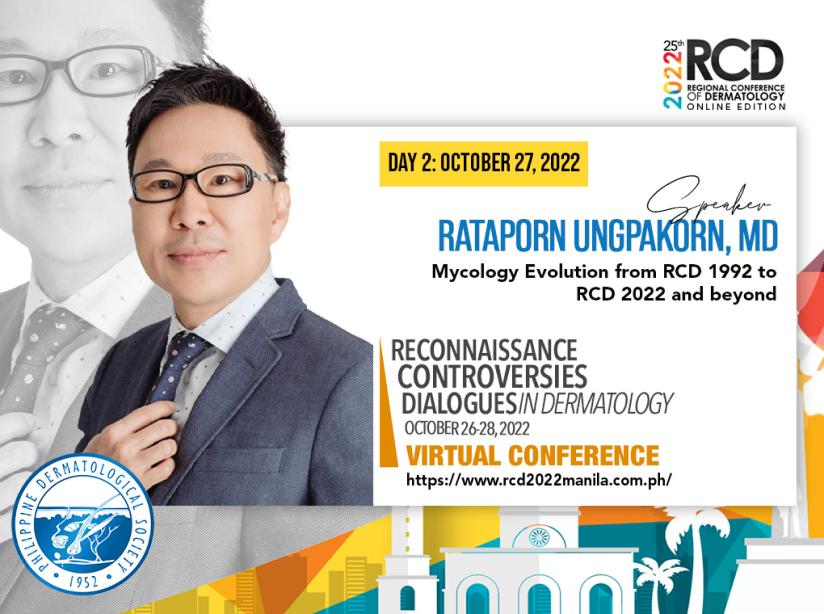 25th
2022
RCD
REGIONAL CONFERENCE
OF DERMATOLOGY
ONLINE EDITION
DAY 2: OCTOBER 27, 2022
Speaker
RATAPORN UNGPAKORN, MD
Mycology Evolution from RCD 1992 to
RCD 2022 and beyond
RECONNAISSANCE
CONTROVERSIES
DIALOGUES IN DERMATOLOGY
OCTOBER 26-28, 2022
VIRTUAL CONFERENCE
https://www.rcd2022manila.com.ph/
PHILIPPINE DERMATOLOGICAL SOCIETY
1952